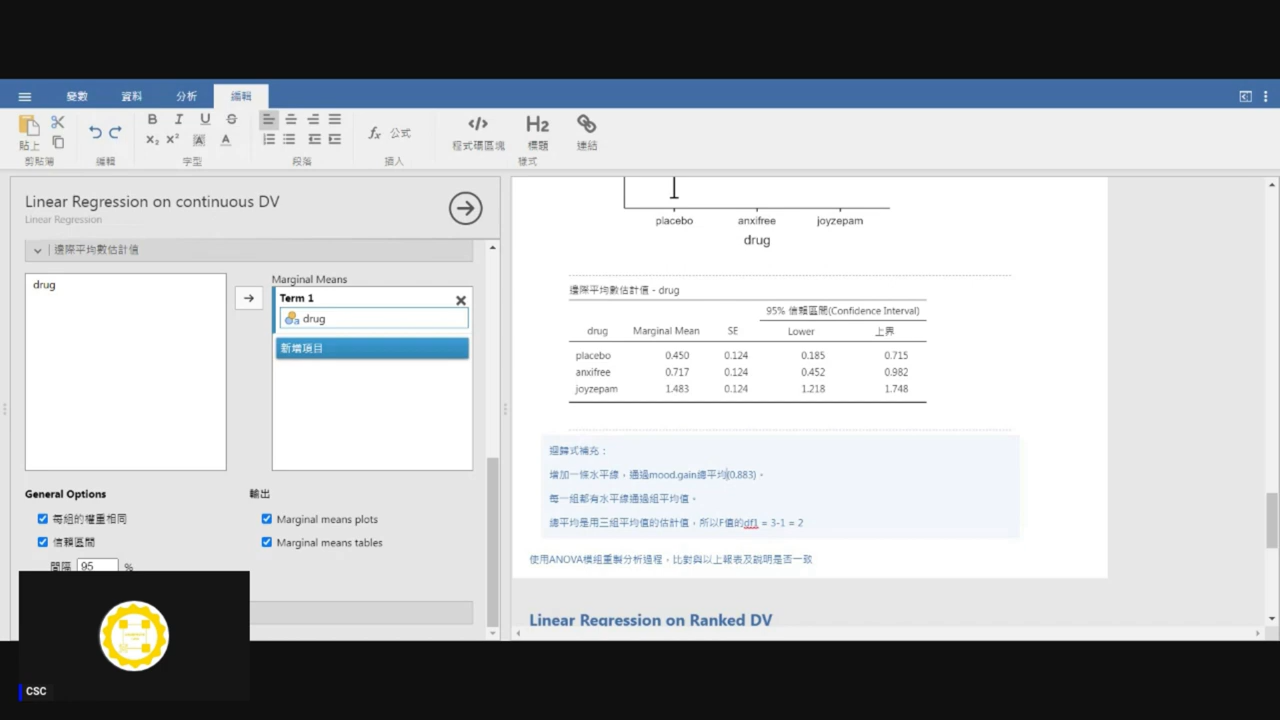 變數 資料 分析 編輯
貼上
剪貼簿
編輯
B I U S
X₂ X² A A
字型
段落
fx 公式
插入
</> H2
程式碼區塊 標題 連結
樣式
Linear Regression on continuous DV
Linear Regression
邊際平均數估計值
drug
Marginal Means
Term 1
drug
新增項目
General Options
每組的權重相同
信賴區間
間隔 95 %
輸出
Marginal means plots
Marginal means tables
CSC
placebo anxifree joyzepam
drug
邊際平均數估計值 - drug
95% 信賴區間(Confidence Interval)
drug Marginal Mean SE Lower 上界
placebo 0.450 0.124 0.185 0.715
anxifree 0.717 0.124 0.452 0.982
joyzepam 1.483 0.124 1.218 1.748
迴歸式補充：
增加一條水平線，通過mood.gain總平均(0.883)。
每一組都有水平線通過組平均值。
總平均是用三組平均值的估計值，所以F值的df1 = 3-1 = 2
使用ANOVA模組重製分析過程，比對與以上報表及說明是否一致
Linear Regression on Ranked DV